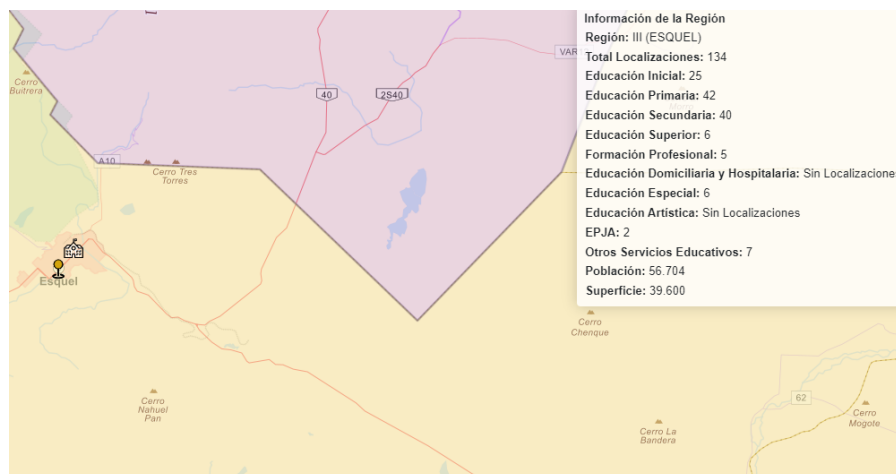 Información de la Región
Región: III (ESQUEL)
Total Localizaciones: 134
Educación Inicial: 25
Educación Primaria: 42
Educación Secundaria: 40
Educación Superior: 6
Formación Profesional: 5
Educación Domiciliaria y Hospitalaria: Sin Localizaciones
Educación Especial: 6
Educación Artística: Sin Localizaciones
EPJA: 2
Otros Servicios Educativos: 7
Población: 56.704
Superficie: 39.600
Cerro
Buitrera
40
2S40
A10
Cerro Tres
Torres
Esquel
Cerro
Nahuel
Pan
Cerro
Chenque
Cerro La
Bandera
62
Cerro
Mogote